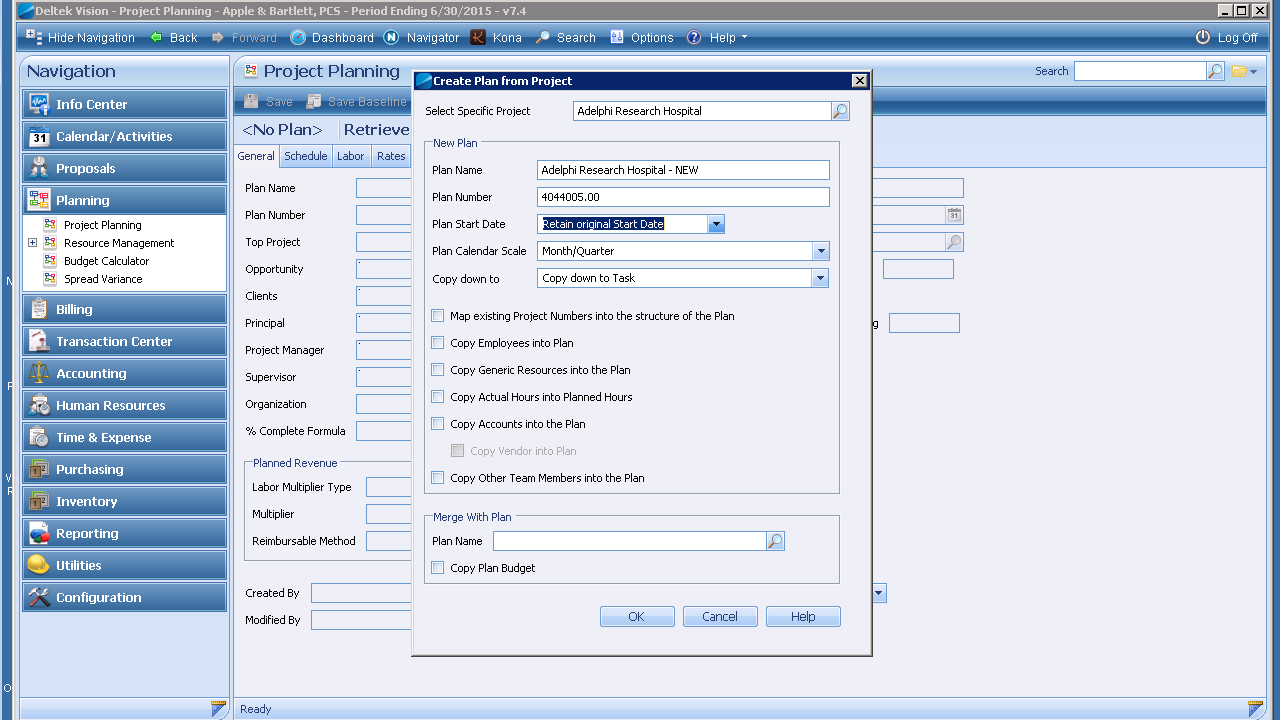 Deltek Vision - Project Planning - Apple & Bartlett, PCS - Period Ending 6/30/2015 - v7.4
Hide Navigation Back Forward Dashboard Navigator Kona Search Options Help Log Off
Navigation
Info Center
31 Calendar/Activities
Proposals
Planning
Project Planning
Resource Management
Budget Calculator
Spread Variance
Billing
Transaction Center
Accounting
Human Resources
Time & Expense
Purchasing
Inventory
Reporting
Utilities
Configuration
Project Planning
Search
Save Save Baseline
<No Plan> Retrieve
General Schedule Labor Rates
Plan Name
Plan Number
Top Project
Opportunity
Clients
Principal
Project Manager
Supervisor
Organization
% Complete Formula
Planned Revenue
Labor Multiplier Type
Multiplier
Reimbursable Method
Created By
Modified By
31
g
Ready
Create Plan from Project
Select Specific Project Adelphi Research Hospital
New Plan
Plan Name Adelphi Research Hospital - NEW
Plan Number 4044005.00
Plan Start Date Retain original Start Date
Plan Calendar Scale Month/Quarter
Copy down to Copy down to Task
Map existing Project Numbers into the structure of the Plan
Copy Employees into Plan
Copy Generic Resources into the Plan
Copy Actual Hours into Planned Hours
Copy Accounts into the Plan
Copy Vendor into Plan
Copy Other Team Members into the Plan
Merge With Plan
Plan Name
Copy Plan Budget
OK Cancel Help